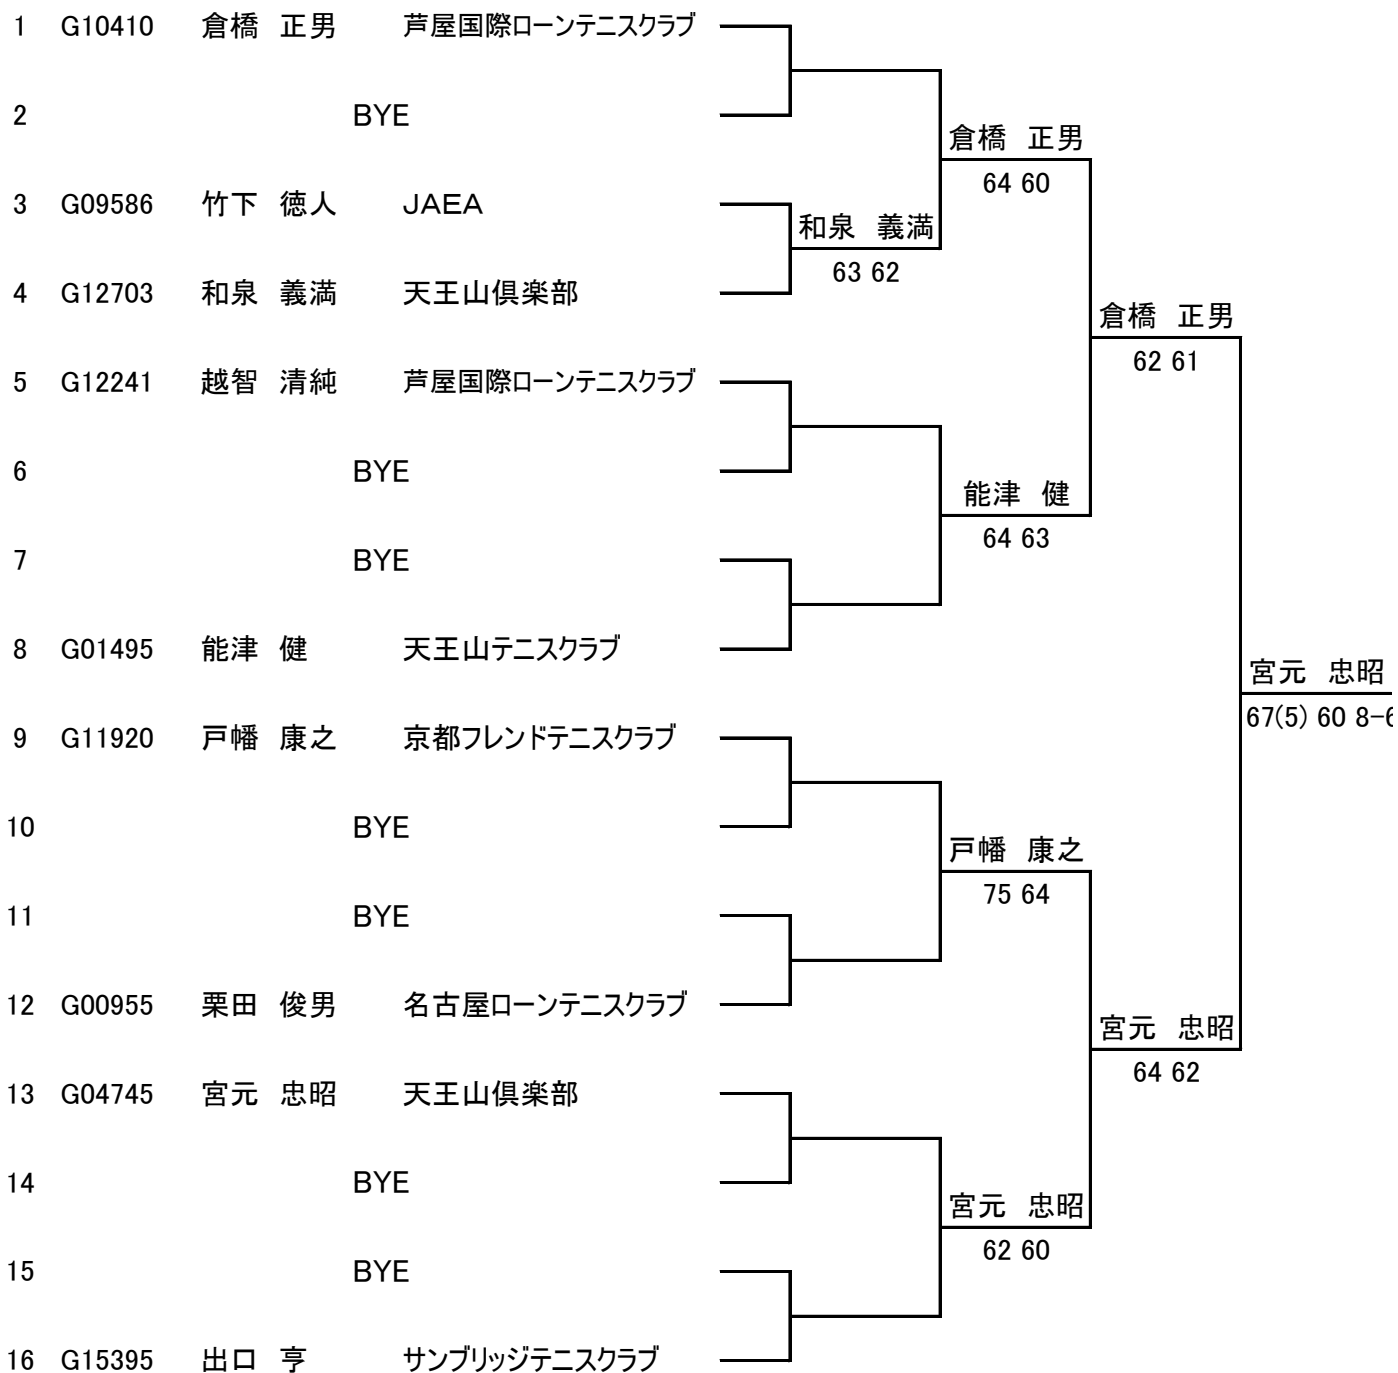 1 G10410 倉橋 正男 芦屋国際ローンテニスクラブ
2 BYE
倉橋 正男
64 60
3 G09586 竹下 徳人 JAEA
和泉 義満
63 62
4 G12703 和泉 義満 天王山倶楽部
倉橋 正男
62 61
5 G12241 越智 清純 芦屋国際ローンテニスクラブ
6 BYE
能津 健
64 63
7 BYE
8 G01495 能津 健 天王山テニスクラブ
宮元 忠昭
67(5) 60 8-6
9 G11920 戸幡 康之 京都フレンドテニスクラブ
10 BYE
戸幡 康之
75 64
11 BYE
12 G00955 栗田 俊男 名古屋ローンテニスクラブ
宮元 忠昭
64 62
13 G04745 宮元 忠昭 天王山倶楽部
14 BYE
宮元 忠昭
62 60
15 BYE
16 G15395 出口 亨 サンブリッジテニスクラブ